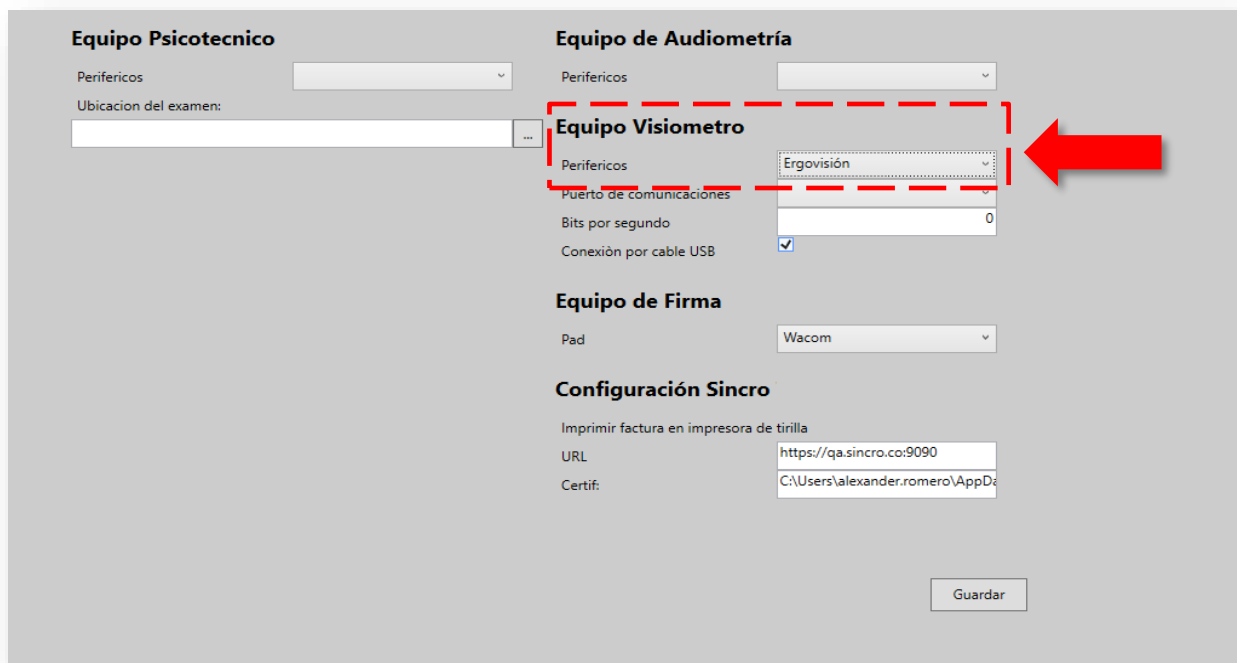 Equipo Psicotecnico
Perifericos
Ubicacion del examen:
...
Equipo de Audiometría
Perifericos
Equipo Visiometro
Perifericos Ergovisión
Puerto de comunicaciones
Bits por segundo 0
Conexiòn por cable USB
Equipo de Firma
Pad Wacom
Configuración Sincro
Imprimir factura en impresora de tirilla
URL https://qa.sincro.co:9090
Certif: C:\Users\alexander.romero\AppDa
Guardar